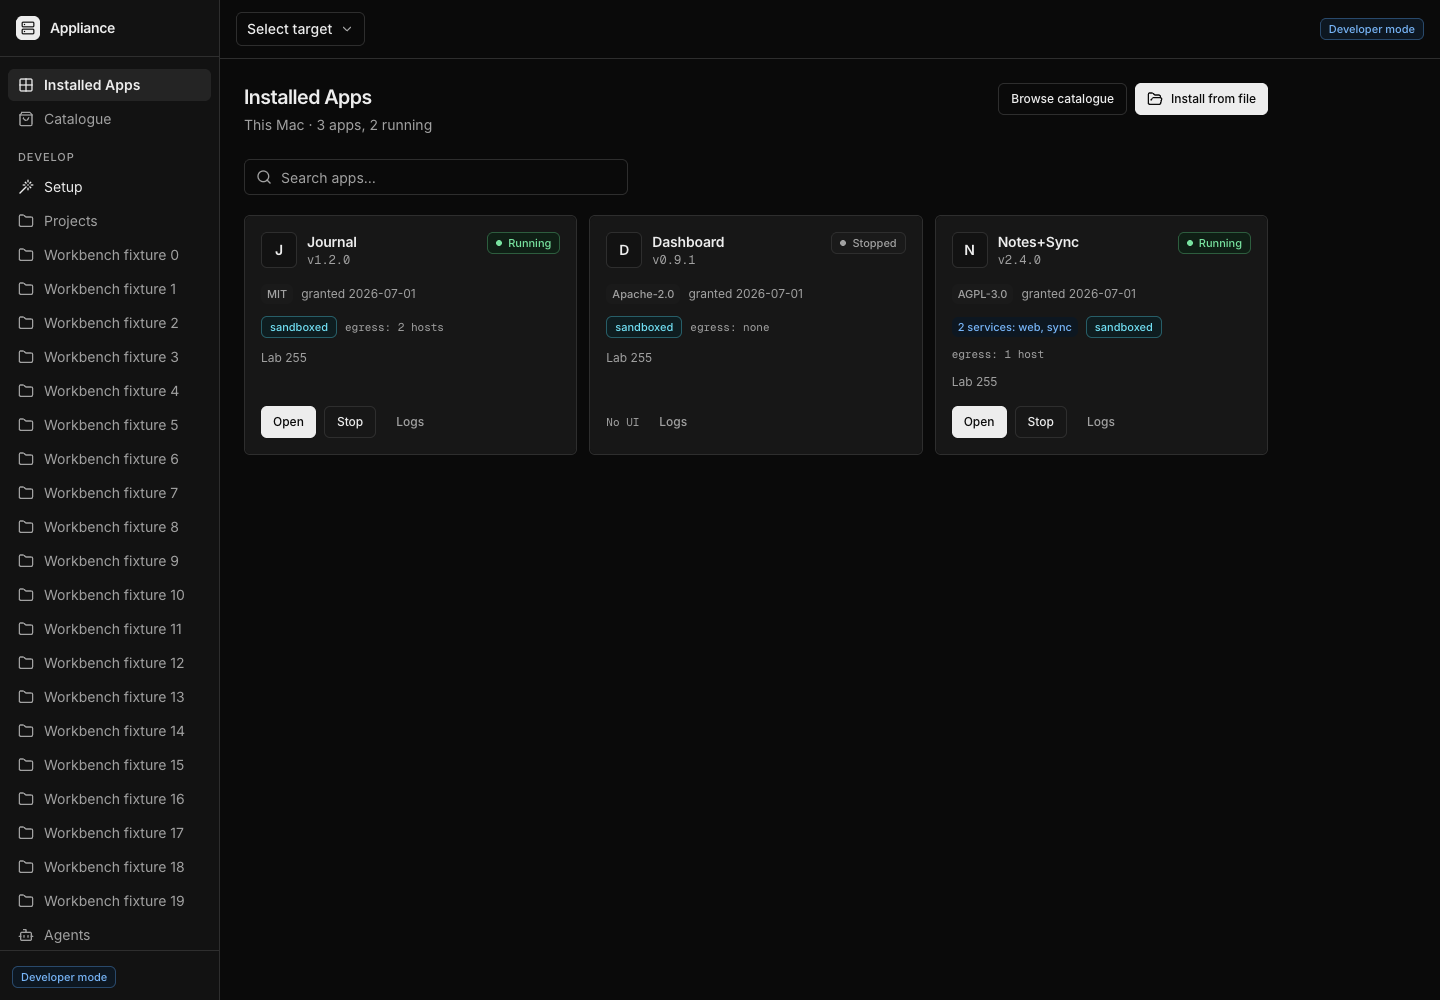 Appliance
Installed Apps
Catalogue
DEVELOP
Setup
Projects
Workbench fixture 0
Workbench fixture 1
Workbench fixture 2
Workbench fixture 3
Workbench fixture 4
Workbench fixture 5
Workbench fixture 6
Workbench fixture 7
Workbench fixture 8
Workbench fixture 9
Workbench fixture 10
Workbench fixture 11
Workbench fixture 12
Workbench fixture 13
Workbench fixture 14
Workbench fixture 15
Workbench fixture 16
Workbench fixture 17
Workbench fixture 18
Workbench fixture 19
Agents
Developer mode
Select target
Developer mode
Installed Apps
This Mac · 3 apps, 2 running
Browse catalogue
Install from file
Search apps...
J
Journal
v1.2.0
Running
MIT granted 2026-07-01
sandboxed egress: 2 hosts
Lab 255
Open Stop Logs
D
Dashboard
v0.9.1
Stopped
Apache-2.0 granted 2026-07-01
sandboxed egress: none
Lab 255
No UI Logs
N
Notes+Sync
v2.4.0
Running
AGPL-3.0 granted 2026-07-01
2 services: web, sync sandboxed
egress: 1 host
Lab 255
Open Stop Logs